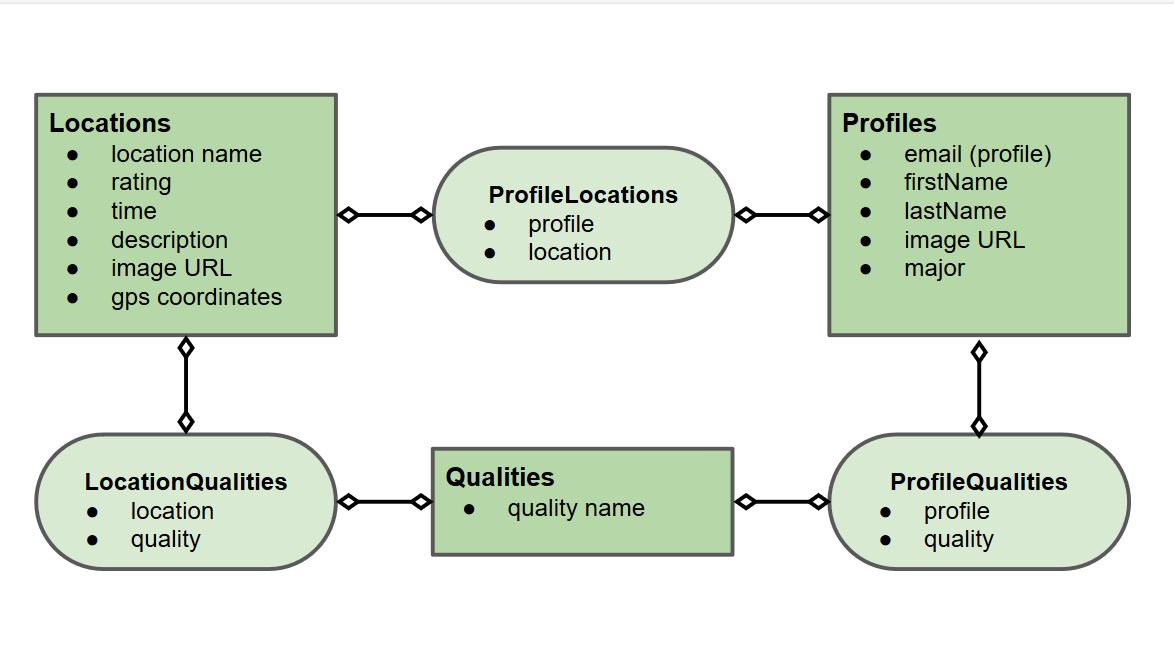 Locations
● location name
● rating
● time
● description
● image URL
● gps coordinates
ProfileLocations
● profile
● location
Profiles
● email (profile)
● firstName
● lastName
● image URL
● major
LocationQualities
● location
● quality
Qualities
● quality name
ProfileQualities
● profile
● quality